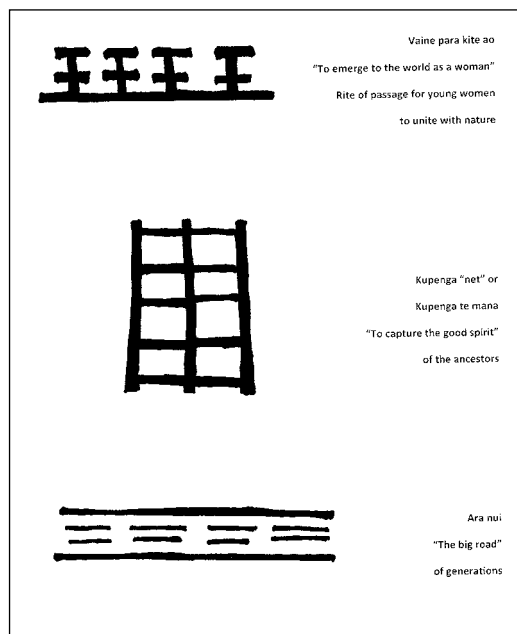 Vaine para kite ao
“To emerge to the world as a woman”
Rite of passage for young women
to unite with nature
Kupenga “net” or
Kupenga te mana
“To capture the good spirit”
of the ancestors
Ara nui
“The big road”
of generations